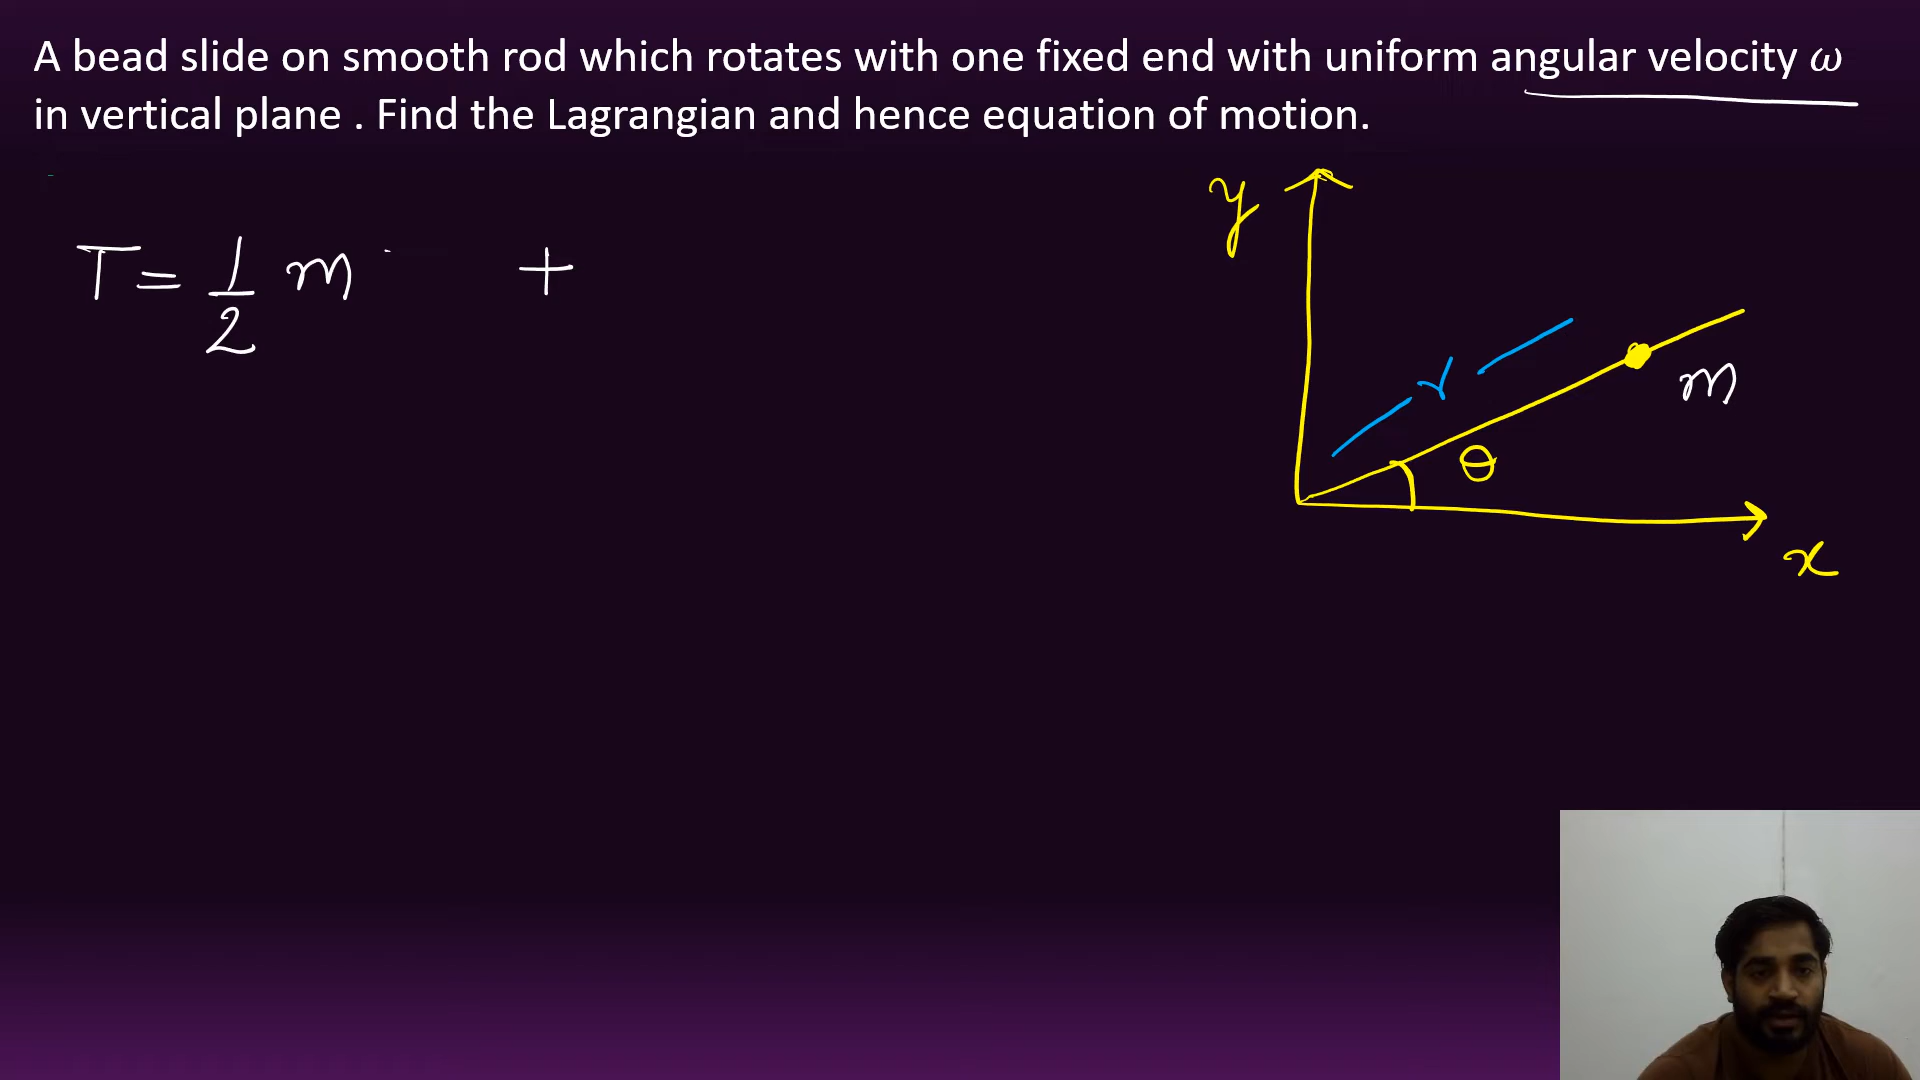 A bead slide on smooth rod which rotates with one fixed end with uniform angular velocity ω
in vertical plane . Find the Lagrangian and hence equation of motion.
T = 1/2 m +
y
r
m
θ
x